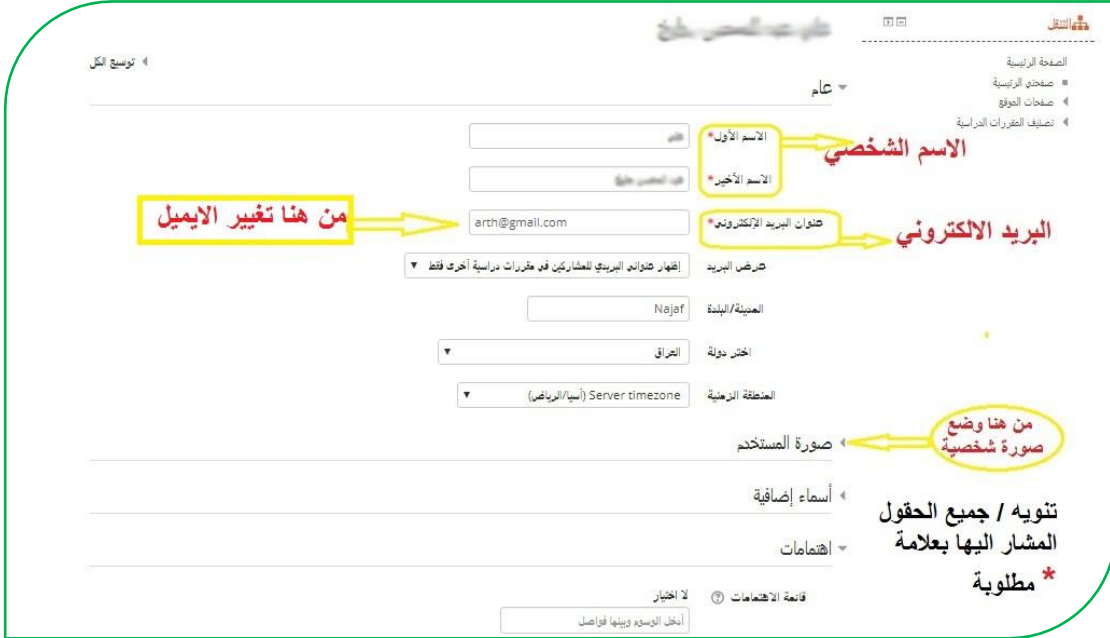 التنقل
الصفحة الرئيسية
صفحتي الرئيسية
صفحات الموقع
تصنيف المقررات الدراسية
توسيع الكل
عام
الاسم الأول*
الاسم الشخصي
الاسم الأخير*
عنوان البريد الإلكتروني*
arth@gmail.com
من هنا تغيير الايميل
البريد الالكتروني
عرض البريد
إظهار عنواني البريدي للمشاركين في مقررات دراسية أخرى فقط
المدينة/البلدة
Najaf
اختر دولة
العراق
المنطقة الزمنية
Server timezone (آسيا/الرياض)
من هنا وضع
صورة شخصية
صورة المستخدم
أسماء إضافية
تنويه / جميع الحقول
المشار اليها بعلامة
* مطلوبة
اهتمامات
قائمة الاهتمامات
لا اختيار
أدخل الوسوم وبينها فواصل